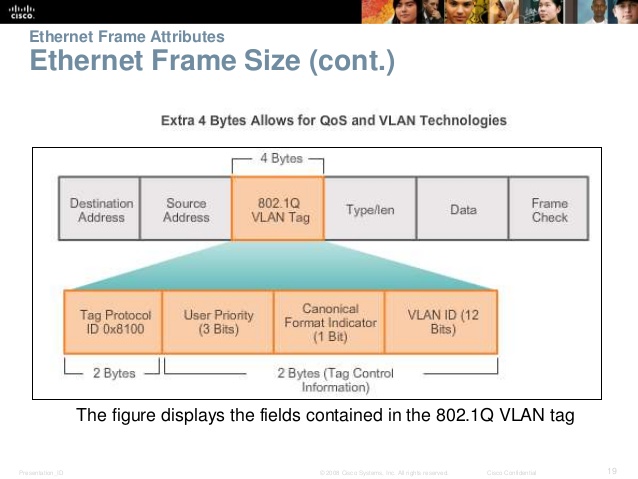 cisco.
Ethernet Frame Attributes
Ethernet Frame Size (cont.)
Extra 4 Bytes Allows for QoS and VLAN Technologies
4 Bytes
Destination
Address
Source
Address
802.1Q
VLAN Tag
Type/len
Data
Frame
Check
Tag Protocol
ID 0x8100
User Priority
(3 Bits)
Canonical
Format Indicator
(1 Bit)
VLAN ID (12
Bits)
2 Bytes
2 Bytes (Tag Control
Information)
The figure displays the fields contained in the 802.1Q VLAN tag
Presentation_ID
© 2008 Cisco Systems, Inc. All rights reserved.
Cisco Confidential
19